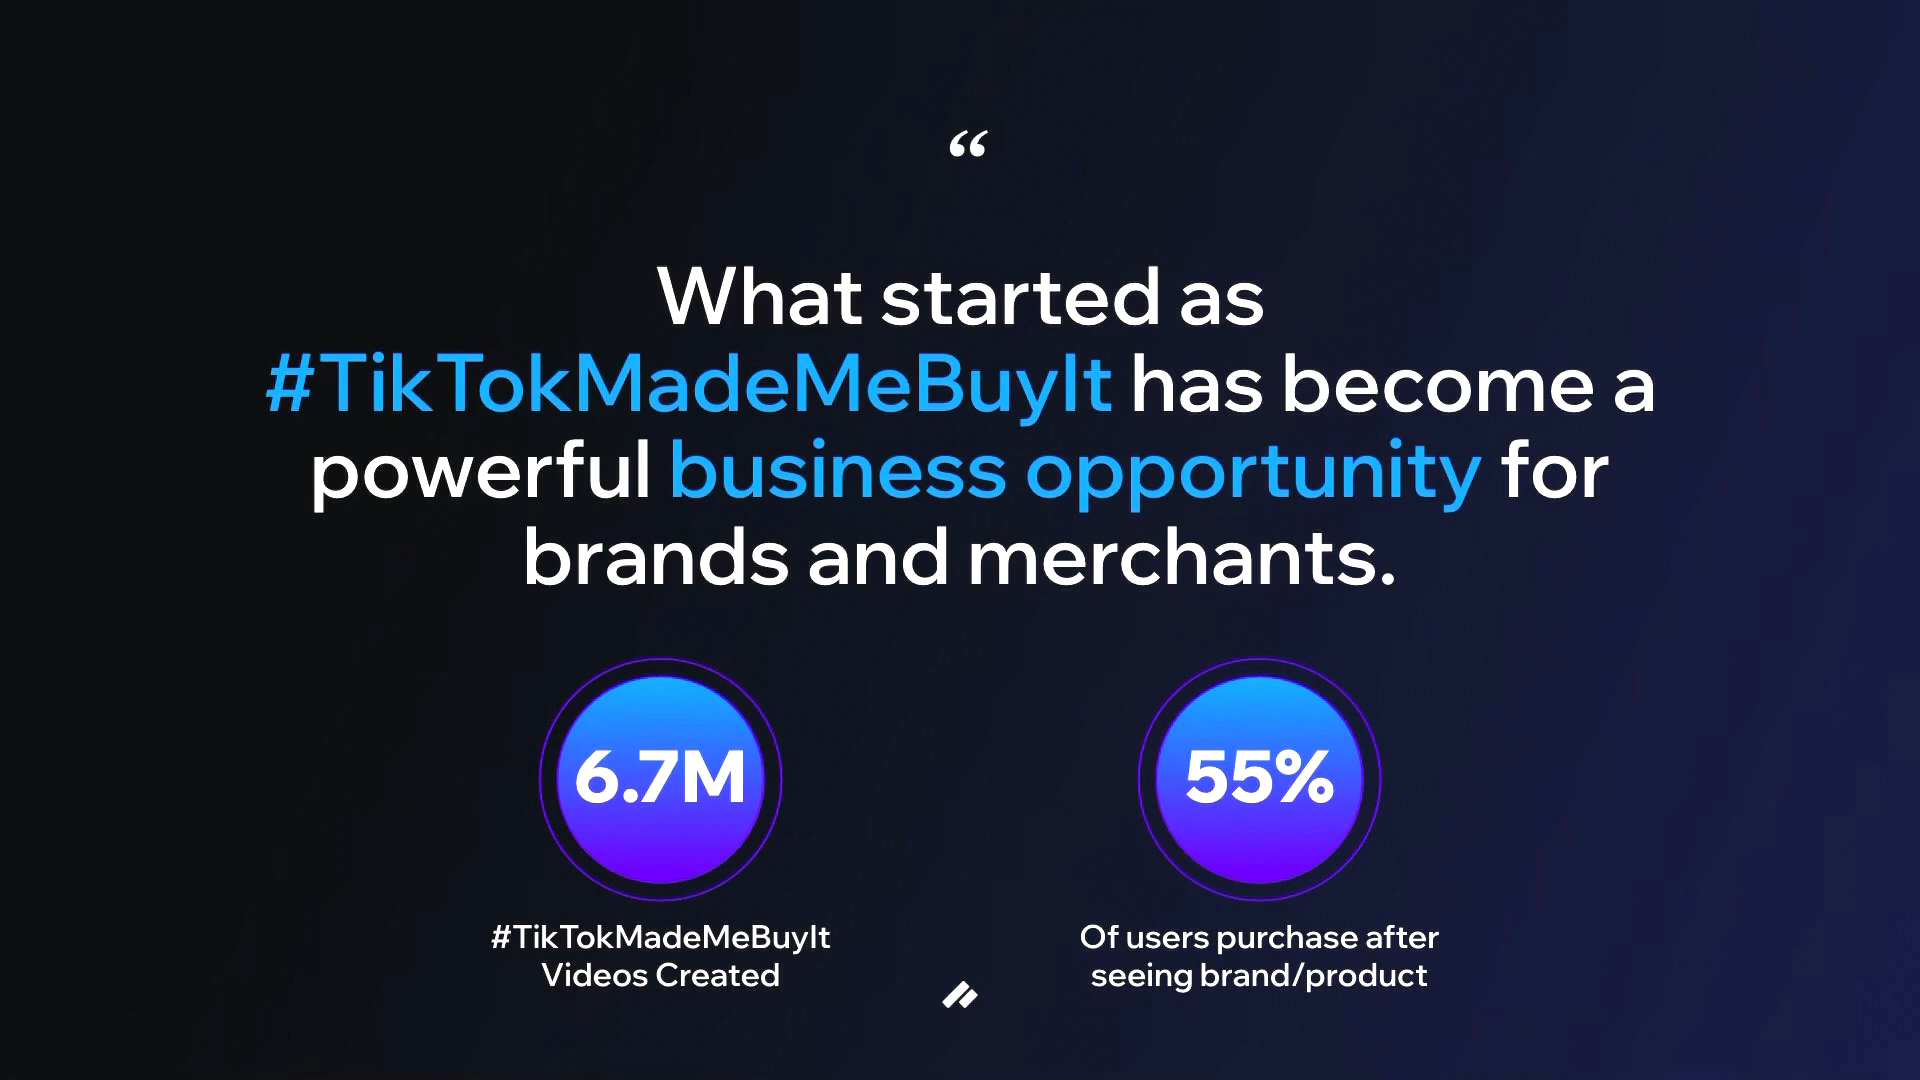 “
What started as
#TikTokMadeMeBuyIt has become a
powerful business opportunity for
brands and merchants.
6.7M
55%
#TikTokMadeMeBuyIt
Videos Created
Of users purchase after
seeing brand/product